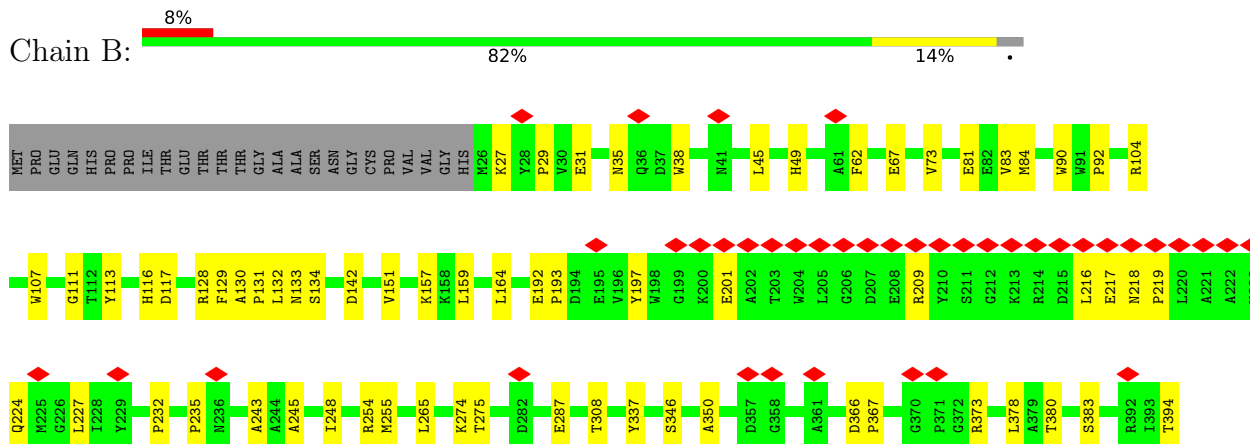 8%
Chain B:
82% 14% •
MET PRO GLU GLN HIS PRO PRO ILE THR GLU THR THR THR GLY ALA ALA SER ASN GLY CYS PRO VAL VAL GLY HIS M26 K27 Y28 P29 V30 E31 N35 Q36 D37 W38 N41 L45 H49 A61 F62 E67 V73 E81 E82 V83 M84 W90 W91 P92 R104
W107 G111 T112 Y113 H116 D117 R128 F129 A130 P131 L132 N133 S134 D142 V151 K157 K158 L159 L164 E192 P193 D194 E195 V196 Y197 W198 G199 K200 E201 A202 T203 W204 L205 G206 D207 E208 R209 Y210 S211 G212 K213 R214 D215 L216 E217 N218 P219 L220 A221 A222
Q224 M225 G226 L227 I228 Y229 P232 P235 N236 A243 A244 A245 I248 R254 M255 L265 K274 T275 D282 E287 T308 Y337 S346 A350 D357 G358 A361 D366 P367 G370 P371 G372 R373 L378 A379 T380 S383 R392 I393 T394